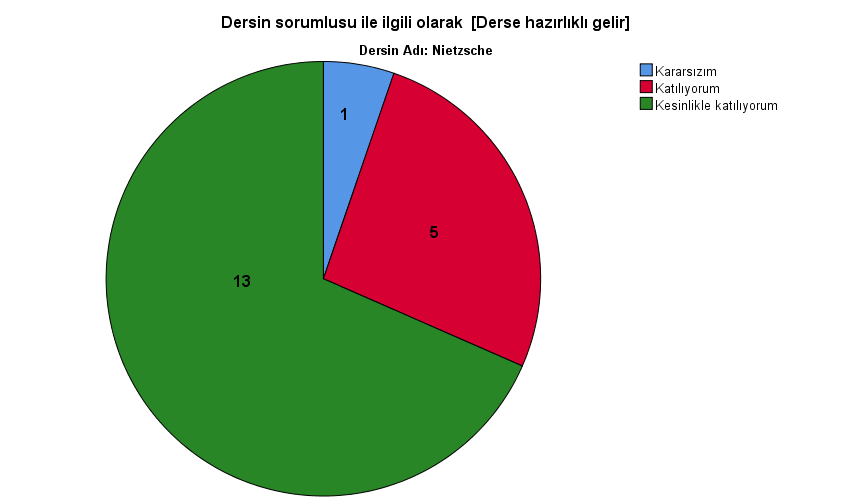 Dersin sorumlusu ile ilgili olarak  [Derse hazırlıklı gelir]
Dersin Adı: Nietzsche
Kararsızım
Katılıyorum
Kesinlikle katılıyorum
1
5
13